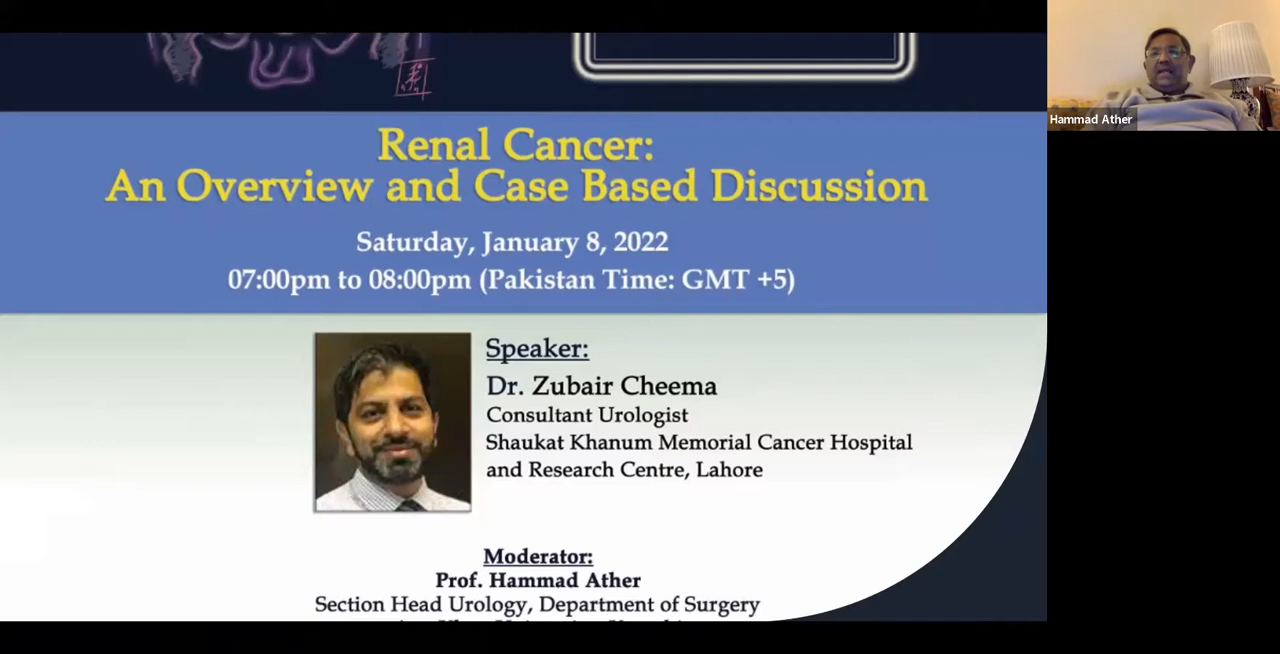 Renal Cancer:
An Overview and Case Based Discussion
Saturday, January 8, 2022
07:00pm to 08:00pm (Pakistan Time: GMT +5)
Speaker:
Dr. Zubair Cheema
Consultant Urologist
Shaukat Khanum Memorial Cancer Hospital
and Research Centre, Lahore
Moderator:
Prof. Hammad Ather
Section Head Urology, Department of Surgery
Hammad Ather